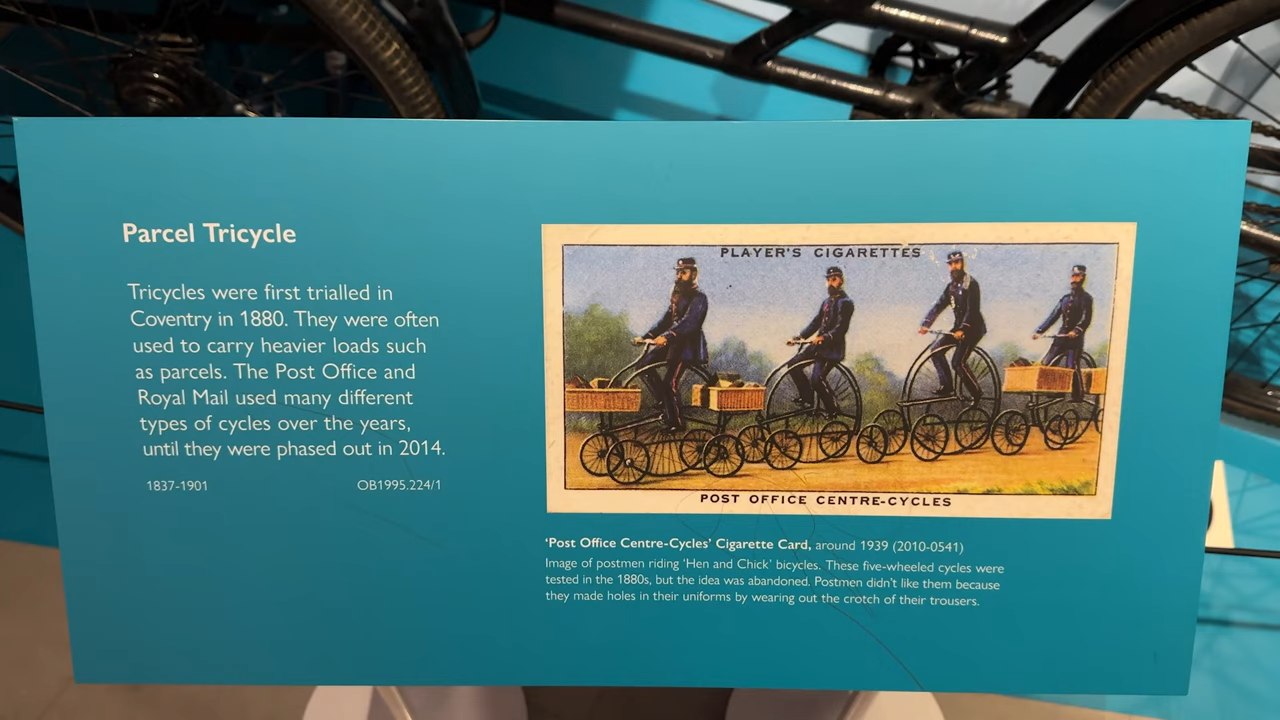 Parcel Tricycle
Tricycles were first trialled in
Coventry in 1880. They were often
used to carry heavier loads such
as parcels. The Post Office and
Royal Mail used many different
types of cycles over the years,
until they were phased out in 2014.
1837-1901 OB1995.224/1
PLAYER'S CIGARETTES
POST OFFICE CENTRE-CYCLES
'Post Office Centre-Cycles' Cigarette Card, around 1939 (2010-0541)
Image of postmen riding 'Hen and Chick' bicycles. These five-wheeled cycles were
tested in the 1880s, but the idea was abandoned. Postmen didn't like them because
they made holes in their uniforms by wearing out the crotch of their trousers.